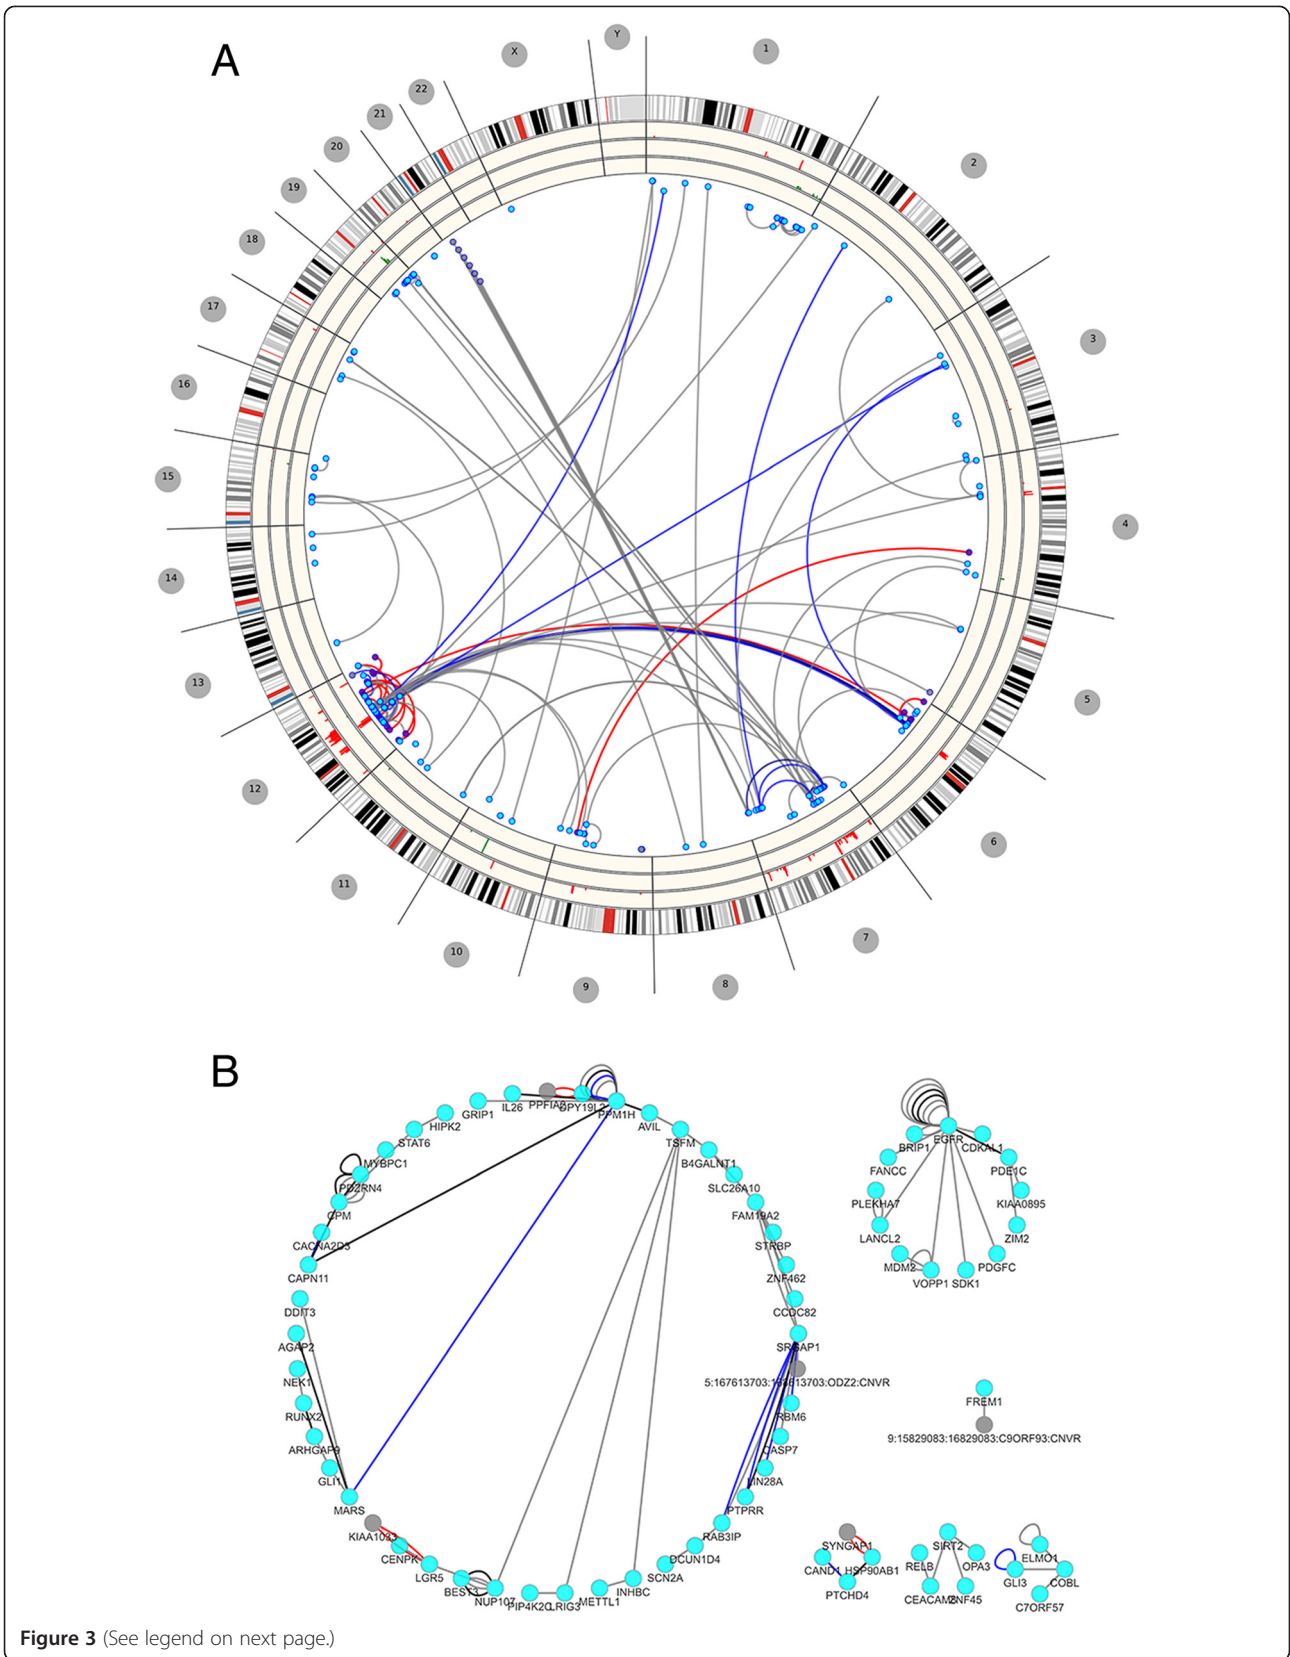 A
Y
1
X
22
21
20
19
18
17
16
15
14
13
12
11
10
9
8
7
6
5
4
3
2
B
GRIP1
IL26
DPY19L2
PPM1H
AVIL
HIPK2
STAT6
MYBPC1
PDZRN4
CPM
CACNA2D3
CAPN11
DDIT3
AGAP2
NEK1
RUNX2
ARHGAP9
GLI1
MARS
KIAA1033
CENPK
LGR5
BEST3
NUP107
PIP4K2C
LRIG3
METTL1
INHBC
SCN2A
DCUN1D4
RAB3IP
PTPRR
LIN28A
CASP7
RBM6
5:167613703:168613703:ODZ2:CNVR
SRGAP1
CCDC82
ZNF462
STRBP
FAM19A2
SLC26A10
B4GALNT1
TSFM
EGFR
BRIP1
CDKAL1
FANCC
PDE1C
PLEKHA7
KIAA0895
LANCL2
ZIM2
MDM2
PDGFC
VOPP1
SDK1
FREM1
9:15829083:16829083:C9ORF93:CNVR
SYNGAP1
CAND1
HSP90AB1
PTCHD4
SIRT2
RELB
OPA3
ZNF45
ELMO1
GLI3
COBL
C7ORF57
Figure 3 (See legend on next page.)